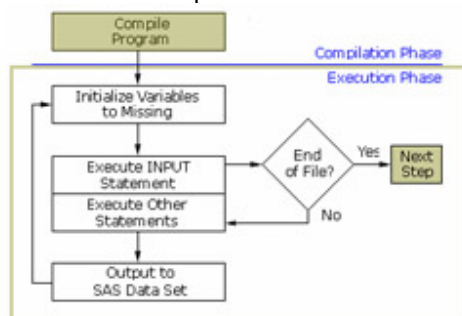 Compile
Program
Compilation Phase
Execution Phase
Initialize Variables
to Missing
Execute INPUT
Statement
End
of File?
Yes
Next
Step
Execute Other
Statements
No
Output to
SAS Data Set